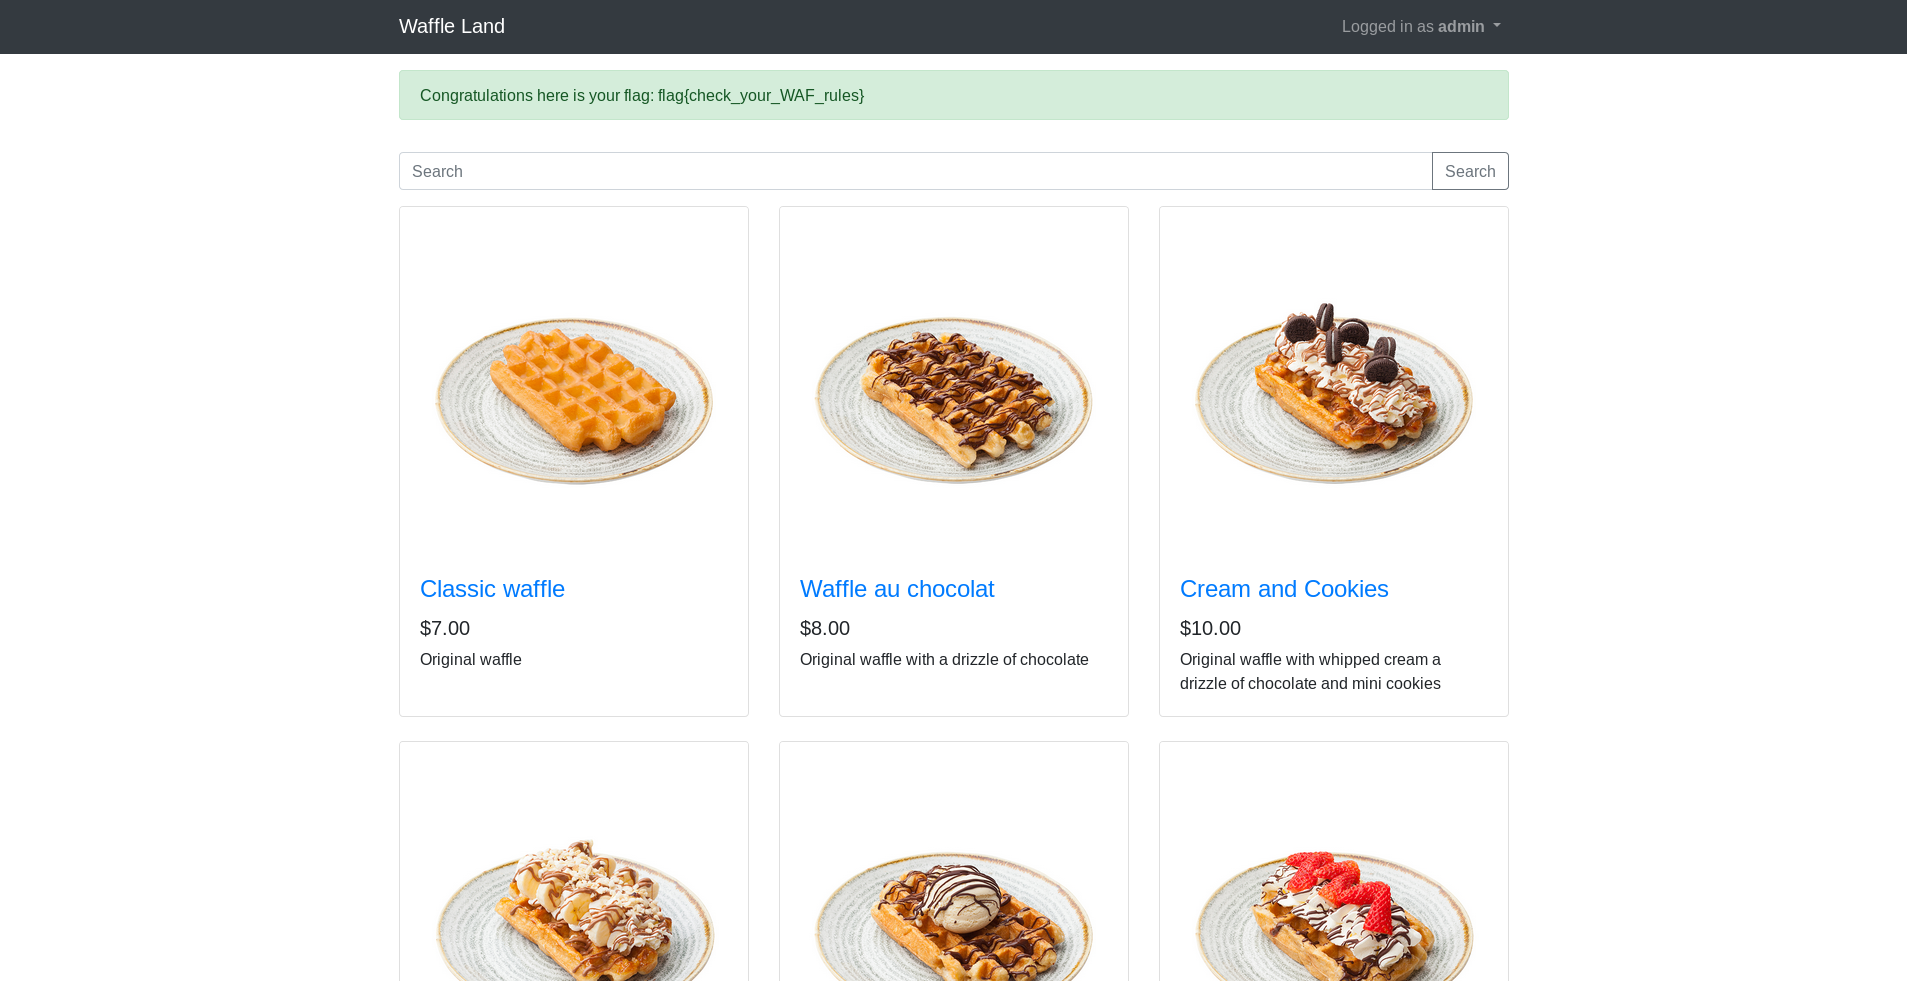 Waffle Land
Logged in as admin
Congratulations here is your flag: flag{check_your_WAF_rules}
Search
Search
Classic waffle
$7.00
Original waffle
Waffle au chocolat
$8.00
Original waffle with a drizzle of chocolate
Cream and Cookies
$10.00
Original waffle with whipped cream a
drizzle of chocolate and mini cookies